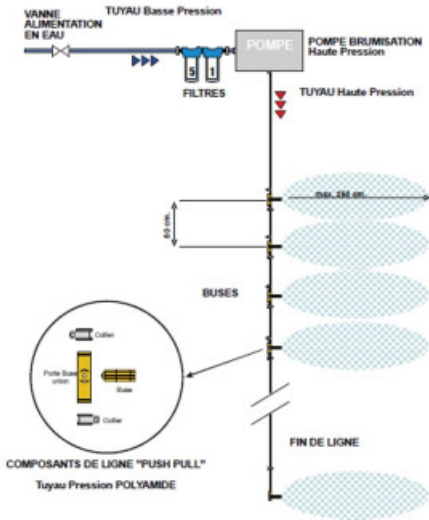 VANNE
ALIMENTATION
EN EAU
TUYAU Basse Pression
POMPE
POMPE BRUMISATION
Haute Pression
5 1
FILTRES
TUYAU Haute Pression
max. 250 cm.
80 cm.
BUSES
Collier
Porte Buse
union
Buse
Collier
COMPOSANTS DE LIGNE "PUSH PULL"
Tuyau Pression POLYAMIDE
FIN DE LIGNE